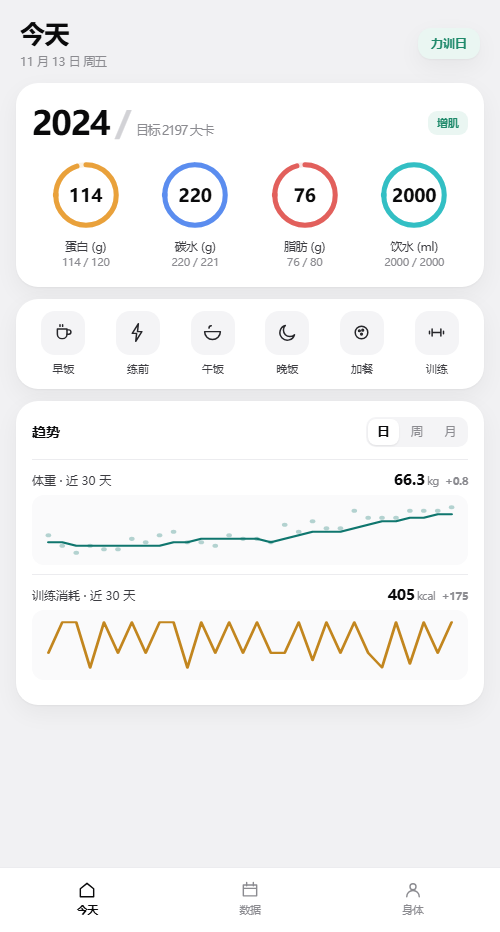 今天
11 月 13 日 周五
力训日
2024 / 目标 2197 大卡
增肌
114
220
76
2000
蛋白 (g)
碳水 (g)
脂肪 (g)
饮水 (ml)
114 / 120
220 / 221
76 / 80
2000 / 2000
早饭
练前
午饭
晚饭
加餐
训练
趋势
日
周
月
体重 · 近 30 天
66.3 kg +0.8
训练消耗 · 近 30 天
405 kcal +175
今天
数据
身体